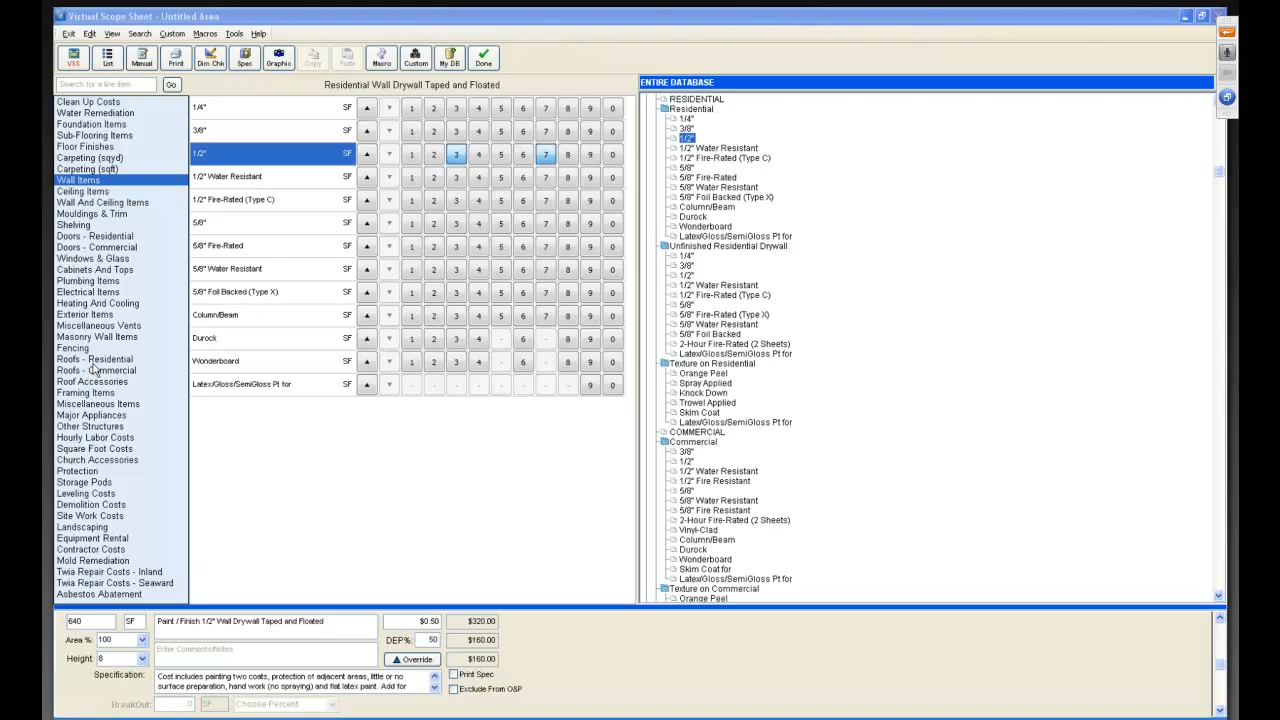 Virtual Scope Sheet - Untitled Area
Exit Edit View Search Custom Macros Tools Help
VSS List Manual Print Dim Chk Spec Graphic Copy Paste Macro Custom My DB Done
Search for a line item Go Residential Wall Drywall Taped and Floated
ENTIRE DATABASE
Clean Up Costs
Water Remediation
Foundation Items
Sub-Flooring Items
Floor Finishes
Carpeting (sqyd)
Carpeting (sqft)
Wall Items
Ceiling Items
Wall And Ceiling Items
Mouldings & Trim
Shelving
Doors - Residential
Doors - Commercial
Windows & Glass
Cabinets And Tops
Plumbing Items
Electrical Items
Heating And Cooling
Exterior Items
Miscellaneous Vents
Masonry Wall Items
Fencing
Roofs - Residential
Roofs - Commercial
Roof Accessories
Framing Items
Miscellaneous Items
Major Appliances
Other Structures
Hourly Labor Costs
Square Foot Costs
Church Accessories
Protection
Storage Pods
Leveling Costs
Demolition Costs
Site Work Costs
Landscaping
Equipment Rental
Contractor Costs
Mold Remediation
Twia Repair Costs - Inland
Twia Repair Costs - Seaward
Asbestos Abatement
1/4" SF 1 2 3 4 5 6 7 8 9 0
3/8" SF 1 2 3 4 5 6 7 8 9 0
1/2" SF 1 2 3 4 5 6 7 8 9 0
1/2" Water Resistant SF 1 2 3 4 5 6 7 8 9 0
1/2" Fire-Rated (Type C) SF 1 2 3 4 5 6 7 8 9 0
5/8" SF 1 2 3 4 5 6 7 8 9 0
5/8" Fire-Rated SF 1 2 3 4 5 6 7 8 9 0
5/8" Water Resistant SF 1 2 3 4 5 6 7 8 9 0
5/8" Foil Backed (Type X) SF 1 2 3 4 5 6 7 8 9 0
Column/Beam SF 1 2 3 4 5 6 7 8 9 0
Durock SF 1 2 3 4 - 6 - 8 9 0
Wonderboard SF 1 2 3 4 - 6 - 8 9 0
Latex/Gloss/SemiGloss Pt for SF - - - - - - - - 9 0
RESIDENTIAL
Residential
1/4"
3/8"
1/2"
1/2" Water Resistant
1/2" Fire-Rated (Type C)
5/8"
5/8" Fire-Rated
5/8" Water Resistant
5/8" Foil Backed (Type X)
Column/Beam
Durock
Wonderboard
Latex/Gloss/SemiGloss Pt for
Unfinished Residential Drywall
1/4"
3/8"
1/2"
1/2" Water Resistant
1/2" Fire-Rated (Type C)
5/8"
5/8" Fire-Rated (Type X)
5/8" Water Resistant
5/8" Foil Backed
2-Hour Fire-Rated (2 Sheets)
Latex/Gloss/SemiGloss Pt for
Texture on Residential
Orange Peel
Spray Applied
Knock Down
Trowel Applied
Skim Coat
Latex/Gloss/SemiGloss Pt for
COMMERCIAL
Commercial
3/8"
1/2"
1/2" Water Resistant
1/2" Fire Resistant
5/8"
5/8" Water Resistant
5/8" Fire Resistant
2-Hour Fire-Rated (2 Sheets)
Vinyl-Clad
Column/Beam
Durock
Wonderboard
Skim Coat for
Latex/Gloss/SemiGloss Pt for
Texture on Commercial
Orange Peel
640 SF Paint / Finish 1/2" Wall Drywall Taped and Floated $0.50 $320.00
Area %: 100 DEP%: 50 $160.00
Enter Comments/Notes
Height: 8 Override $160.00
Specification: Cost includes painting two coats, protection of adjacent areas, little or no surface preparation, hand work (no spraying) and flat latex paint. Add for
Print Spec
Exclude From O&P
BreakOut: 0 SF Choose Percent